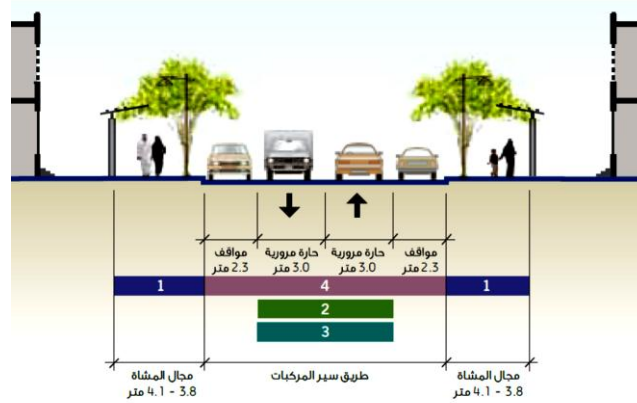 مواقف
2.3 متر
حارة مرورية
3.0 متر
حارة مرورية
3.0 متر
مواقف
2.3 متر
1
4
1
2
3
مجال المشاة
3.8 - 4.1 متر
طريق سير المركبات
مجال المشاة
3.8 - 4.1 متر